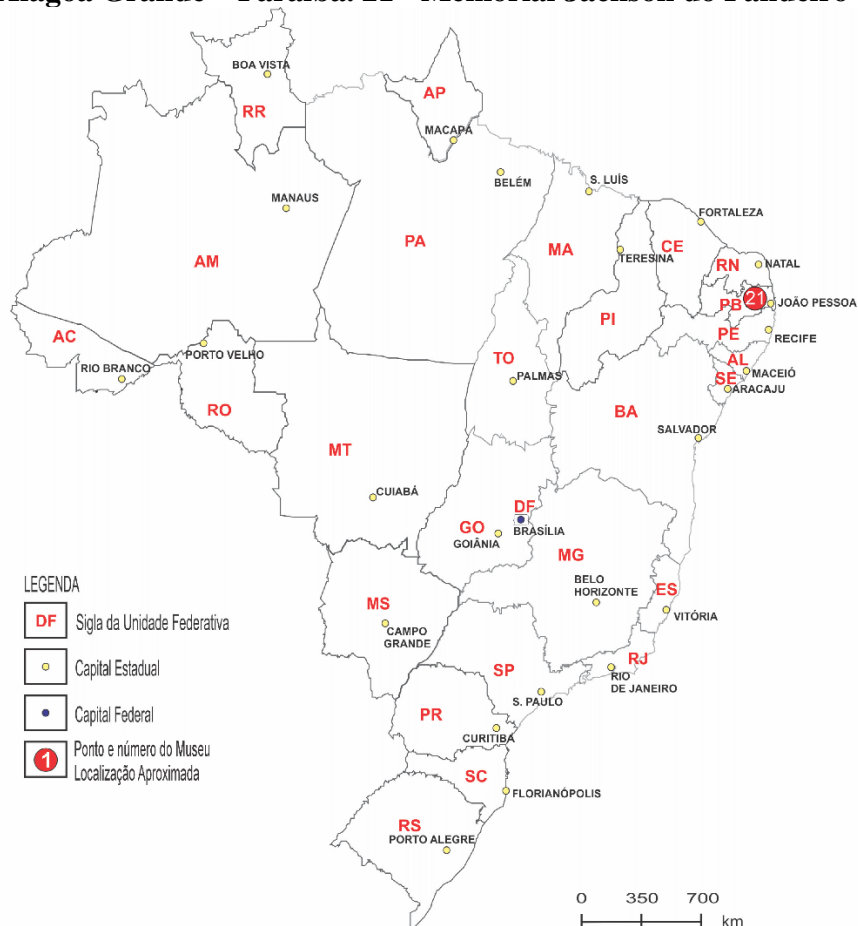 Alagoa Grande – Paraíba. 21 - Memorial Jackson do Pandeiro
BOA VISTA
RR
AP
MACAPÁ
BELÉM
S. LUÍS
MANAUS
FORTALEZA
PA
MA
TERESINA
CE
RN
NATAL
AM
PB
21
JOÃO PESSOA
PI
PE
RECIFE
AC
PORTO VELHO
TO
AL
MACEIÓ
RIO BRANCO
PALMAS
SE
ARACAJU
RO
BA
SALVADOR
MT
CUIABÁ
DF
GO
BRASÍLIA
GOIÂNIA
MG
BELO
HORIZONTE
ES
VITÓRIA
MS
CAMPO
GRANDE
RJ
RIO
DE JANEIRO
SP
S. PAULO
PR
CURITIBA
SC
FLORIANÓPOLIS
RS
PORTO ALEGRE
LEGENDA
DF Sigla da Unidade Federativa
Capital Estadual
Capital Federal
1 Ponto e número do Museu
Localização Aproximada
0 350 700
km